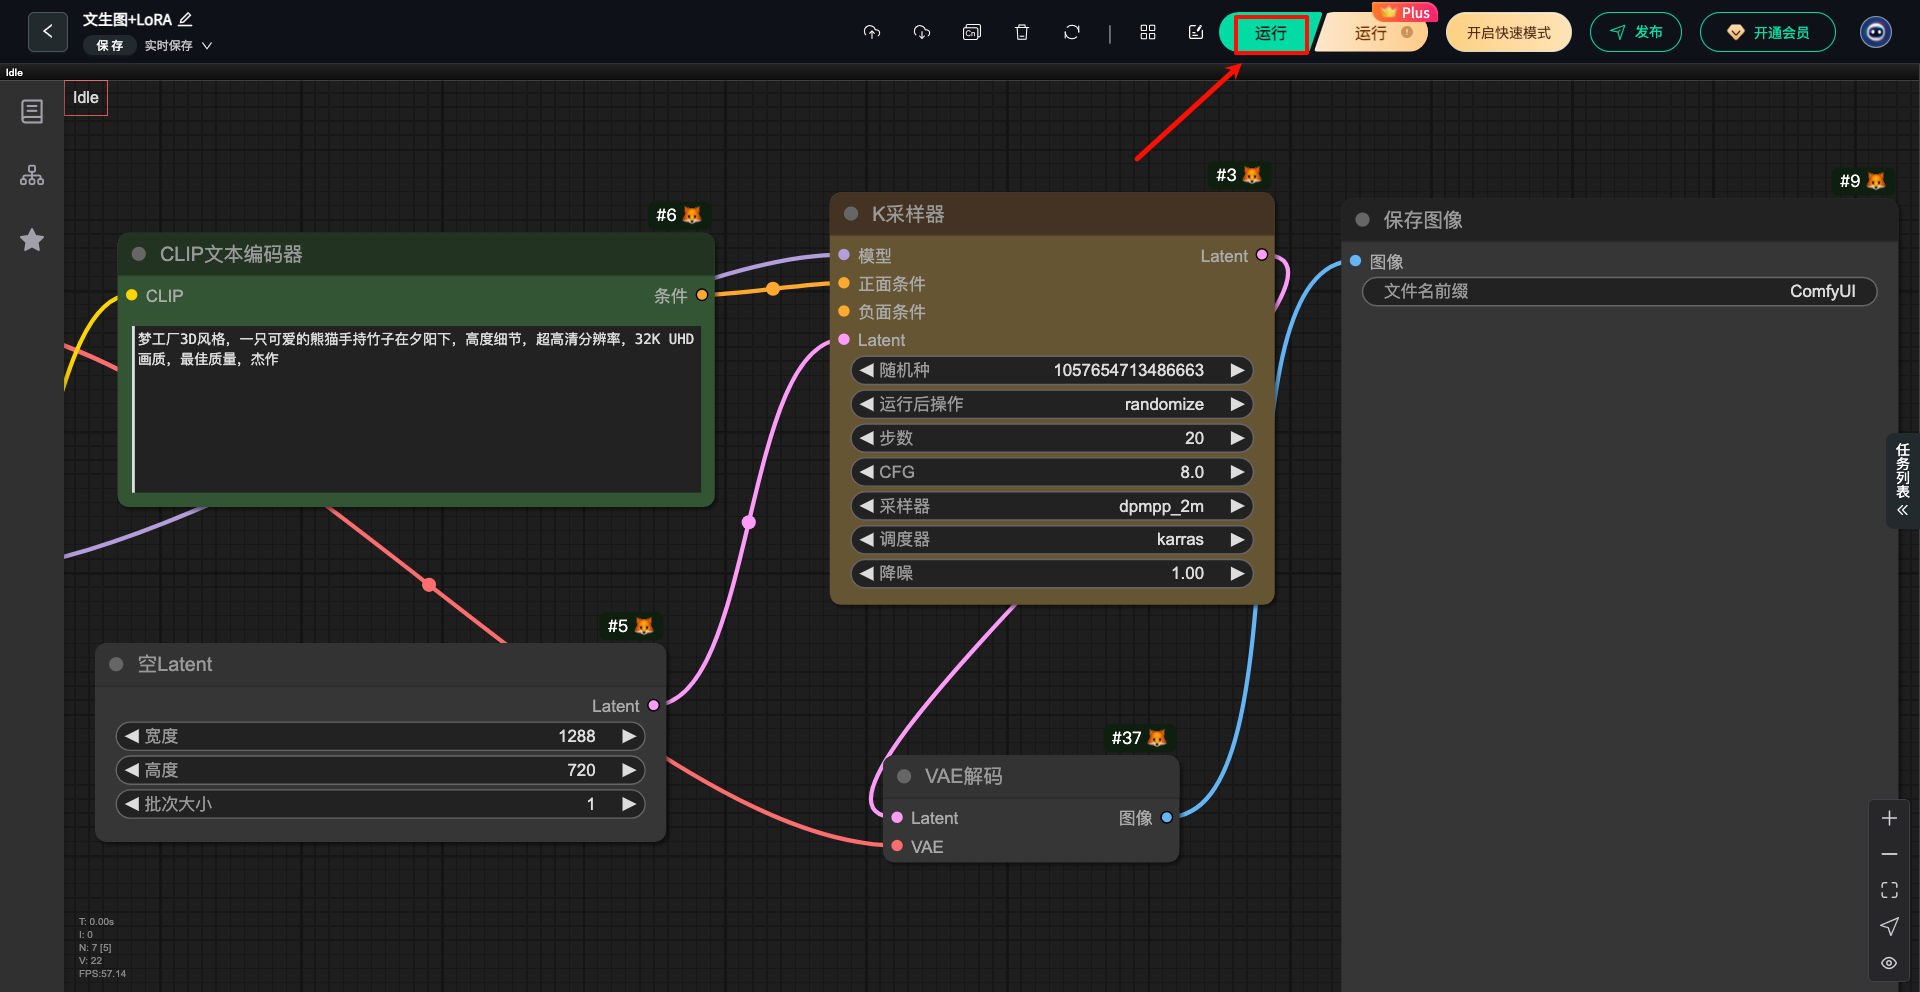 文生图+LoRA
保存 实时保存
运行
运行
Plus
开启快速模式
发布
开通会员
Idle
Idle
#6
CLIP文本编码器
CLIP
条件
梦工厂3D风格，一只可爱的熊猫手持竹子在夕阳下，高度细节，超高清分辨率，32K UHD
画质，最佳质量，杰作
#3
K采样器
模型
Latent
正面条件
负面条件
Latent
随机种 1057654713486663
运行后操作 randomize
步数 20
CFG 8.0
采样器 dpmpp_2m
调度器 karras
降噪 1.00
#9
保存图像
图像
文件名前缀 ComfyUI
任务列表
#5
空Latent
Latent
宽度 1288
高度 720
批次大小 1
#37
VAE解码
Latent 图像
VAE
T: 0.00s
I: 0
N: 7 [5]
V: 22
FPS:57.14